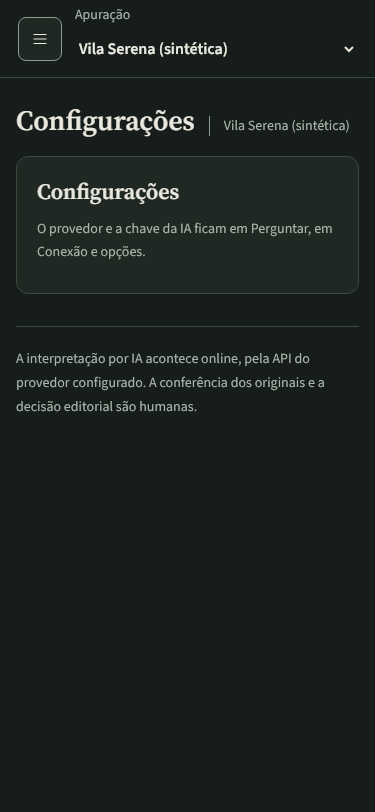 Apuração
Vila Serena (sintética)
Configurações
Vila Serena (sintética)
Configurações
O provedor e a chave da IA ficam em Perguntar, em
Conexão e opções.
A interpretação por IA acontece online, pela API do
provedor configurado. A conferência dos originais e a
decisão editorial são humanas.